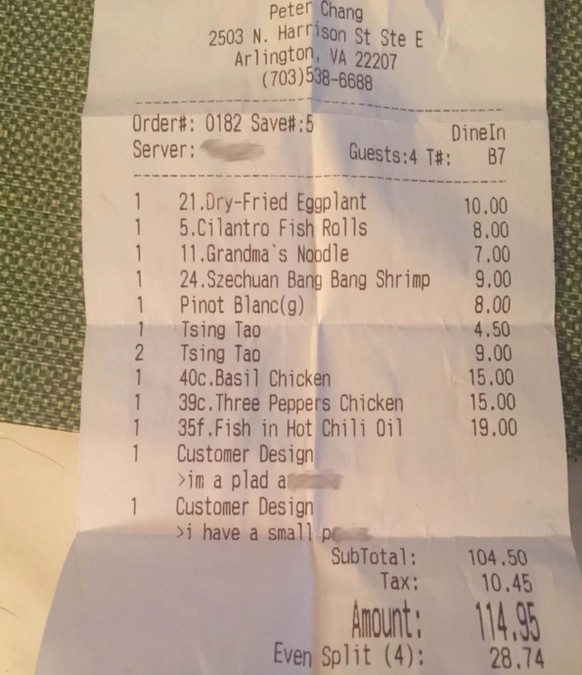 Peter Chang
2503 N. Harrison St Ste E
Arlington, VA 22207
(703)538-6688
Order#: 0182 Save#:5
DineIn
Server:
Guests:4 T#: B7
1 21.Dry-Fried Eggplant 10.00
1 5.Cilantro Fish Rolls 8.00
1 11.Grandma`s Noodle 7.00
1 24.Szechuan Bang Bang Shrimp 9.00
1 Pinot Blanc(g) 8.00
1 Tsing Tao 4.50
2 Tsing Tao 9.00
1 40c.Basil Chicken 15.00
1 39c.Three Peppers Chicken 15.00
1 35f.Fish in Hot Chili Oil 19.00
1 Customer Design
>im a plad
1 Customer Design
>i have a small
SubTotal: 104.50
Tax: 10.45
Amount: 114.95
Even Split (4): 28.74